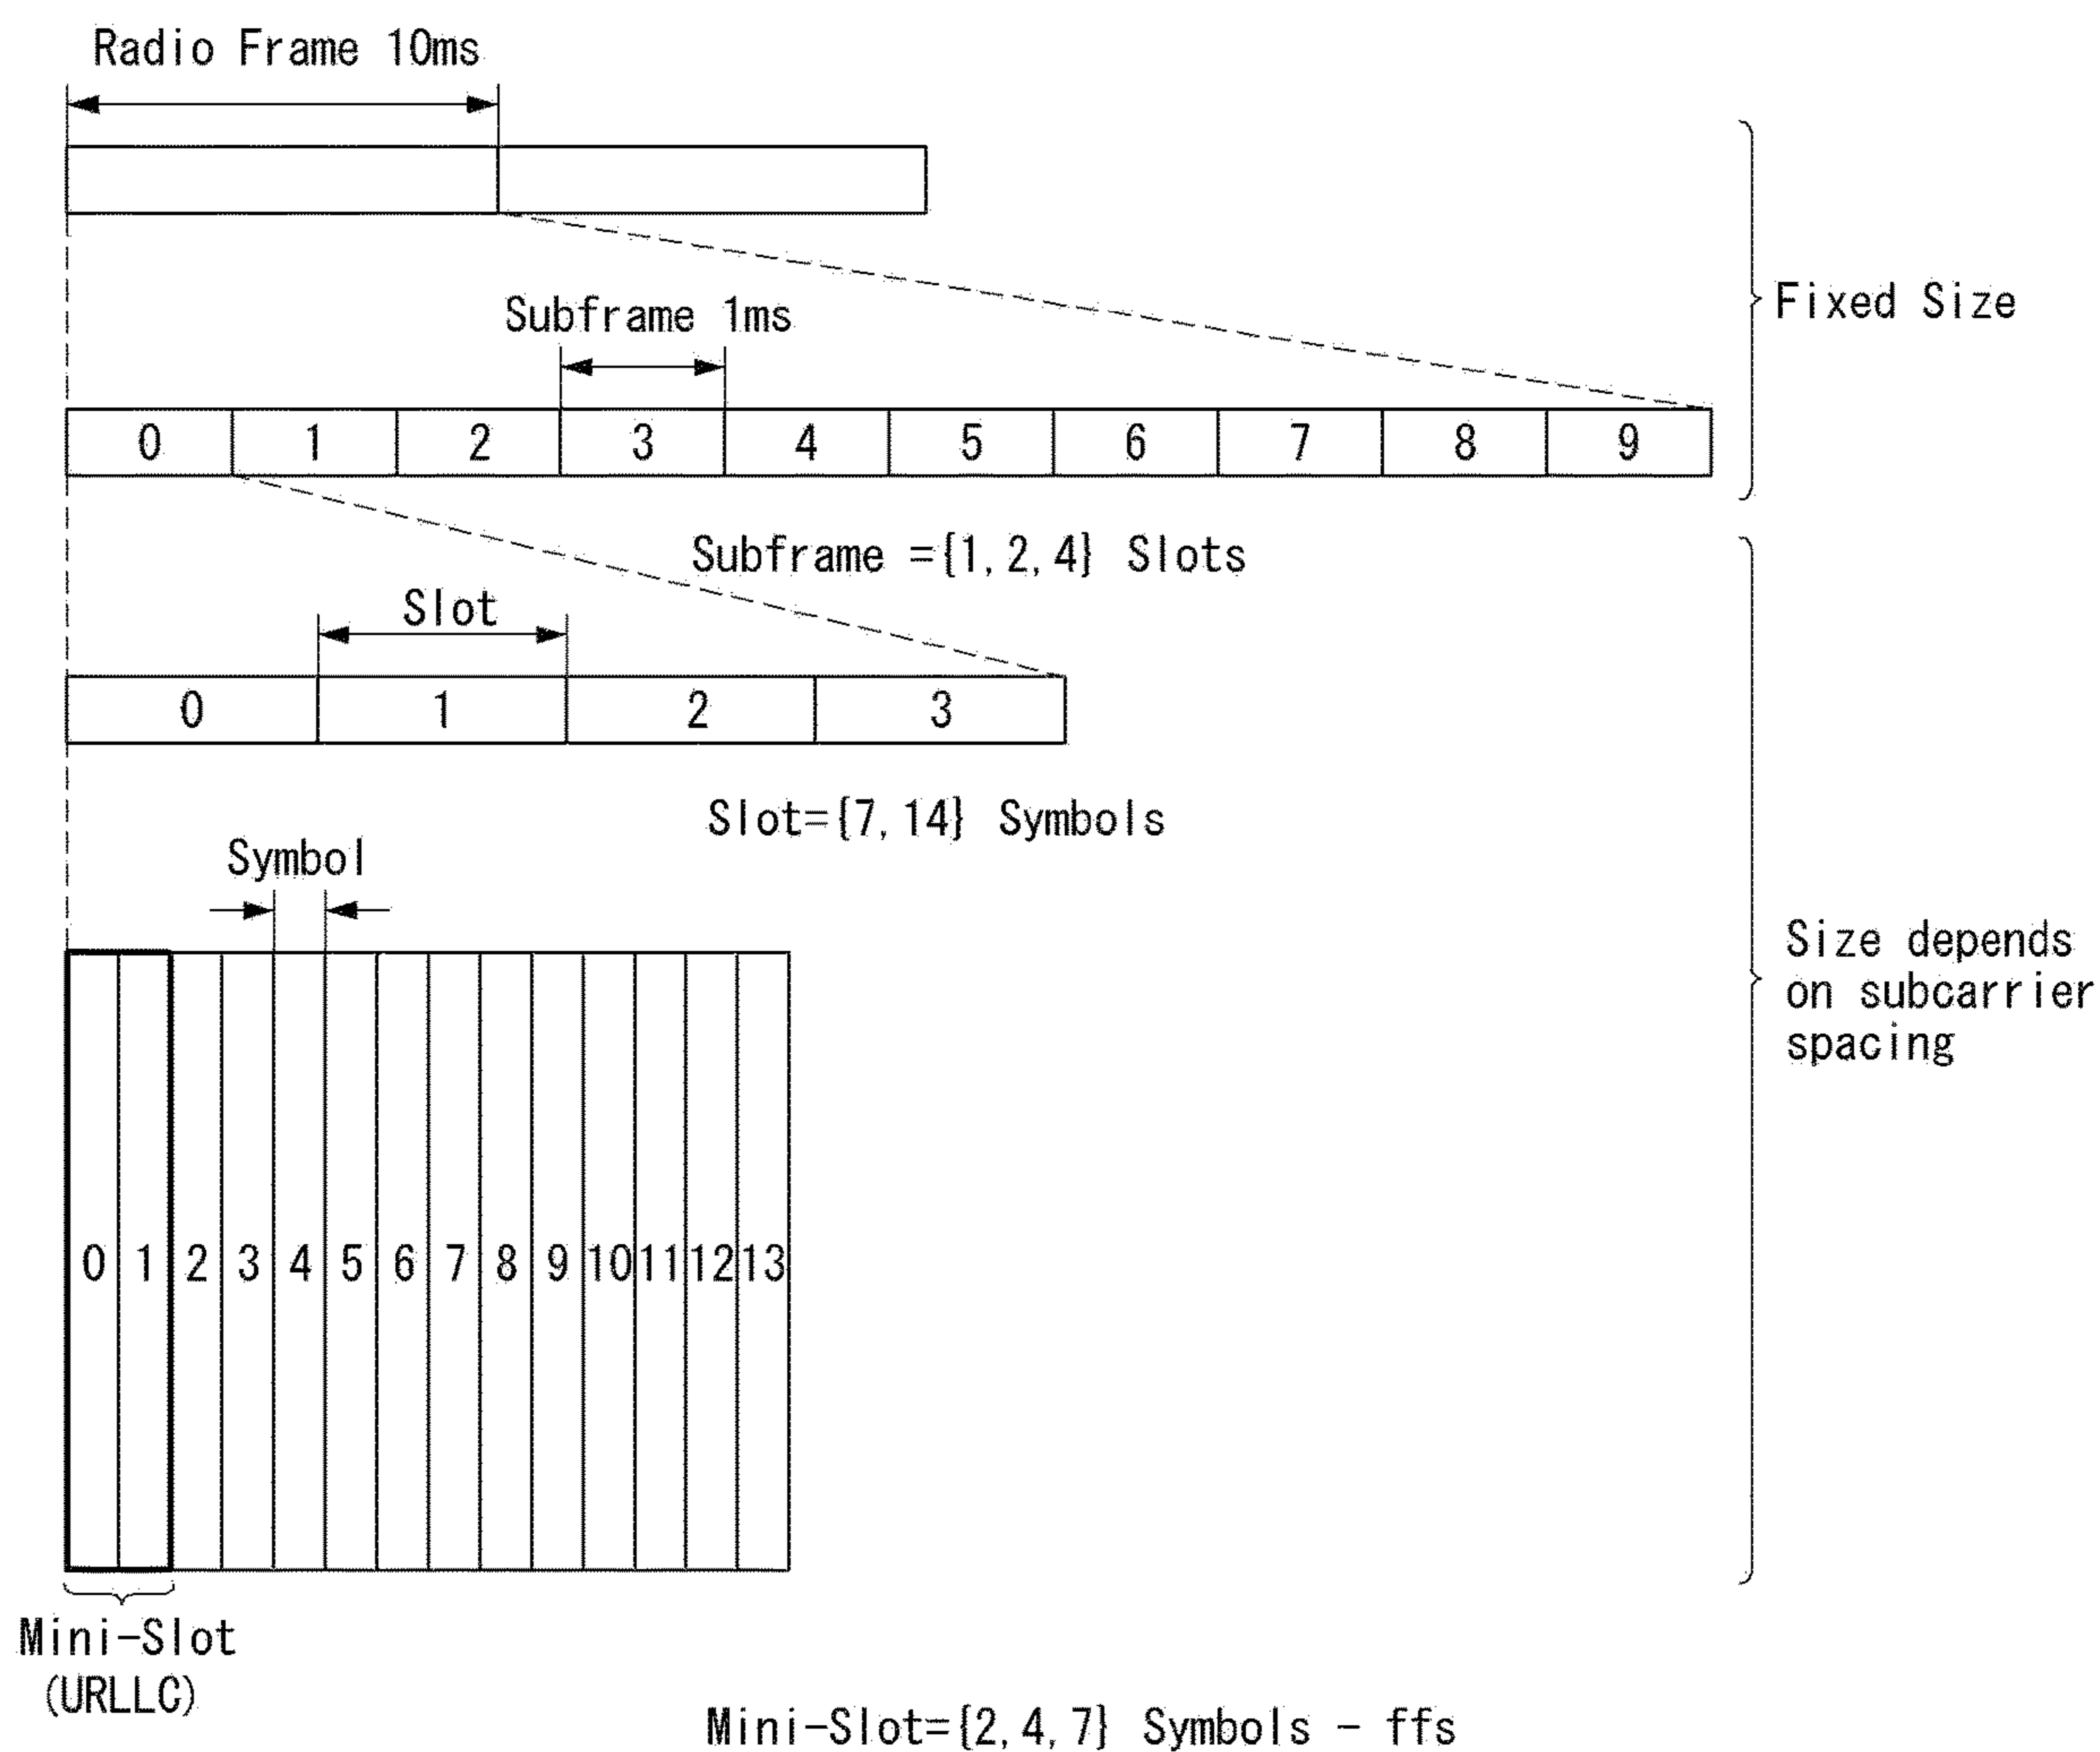 Radio Frame 10ms
Fixed Size
Subframe 1ms
0 1 2 3 4 5 6 7 8 9
Subframe ={1, 2, 4} Slots
Slot
0 1 2 3
Slot={7, 14} Symbols
Symbol
Size depends
on subcarrier
spacing
0 1 2 3 4 5 6 7 8 9 10 11 12 13
Mini-Slot
(URLLC)
Mini-Slot={2, 4, 7} Symbols - ffs